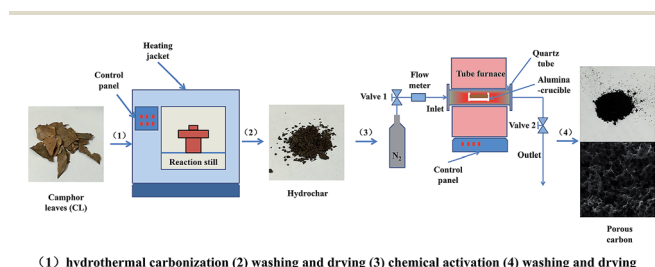 Heating
jacket
Control
panel
(1)
Camphor
leaves (CL)
Reaction still
(2)
Hydrochar
(3)
Valve 1
Flow
meter
Inlet
N₂
Tube furnace
Quartz
tube
Alumina
-crucible
Valve 2
Control
panel
Outlet
(4)
Porous
carbon
(1) hydrothermal carbonization (2) washing and drying (3) chemical activation (4) washing and drying